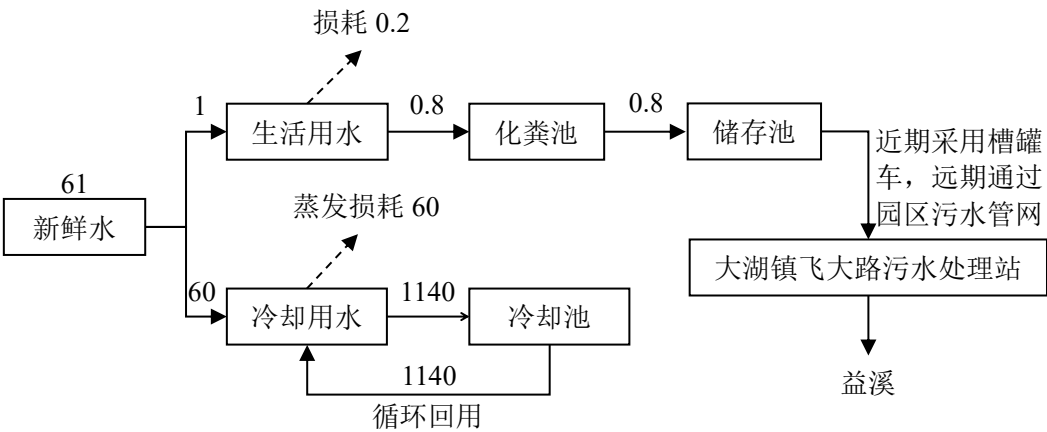 损耗 0.2
1
生活用水
0.8
化粪池
0.8
储存池
近期采用槽罐
车，远期通过
园区污水管网
61
新鲜水
蒸发损耗 60
大湖镇飞大路污水处理站
60
冷却用水
1140
冷却池
1140
循环回用
益溪